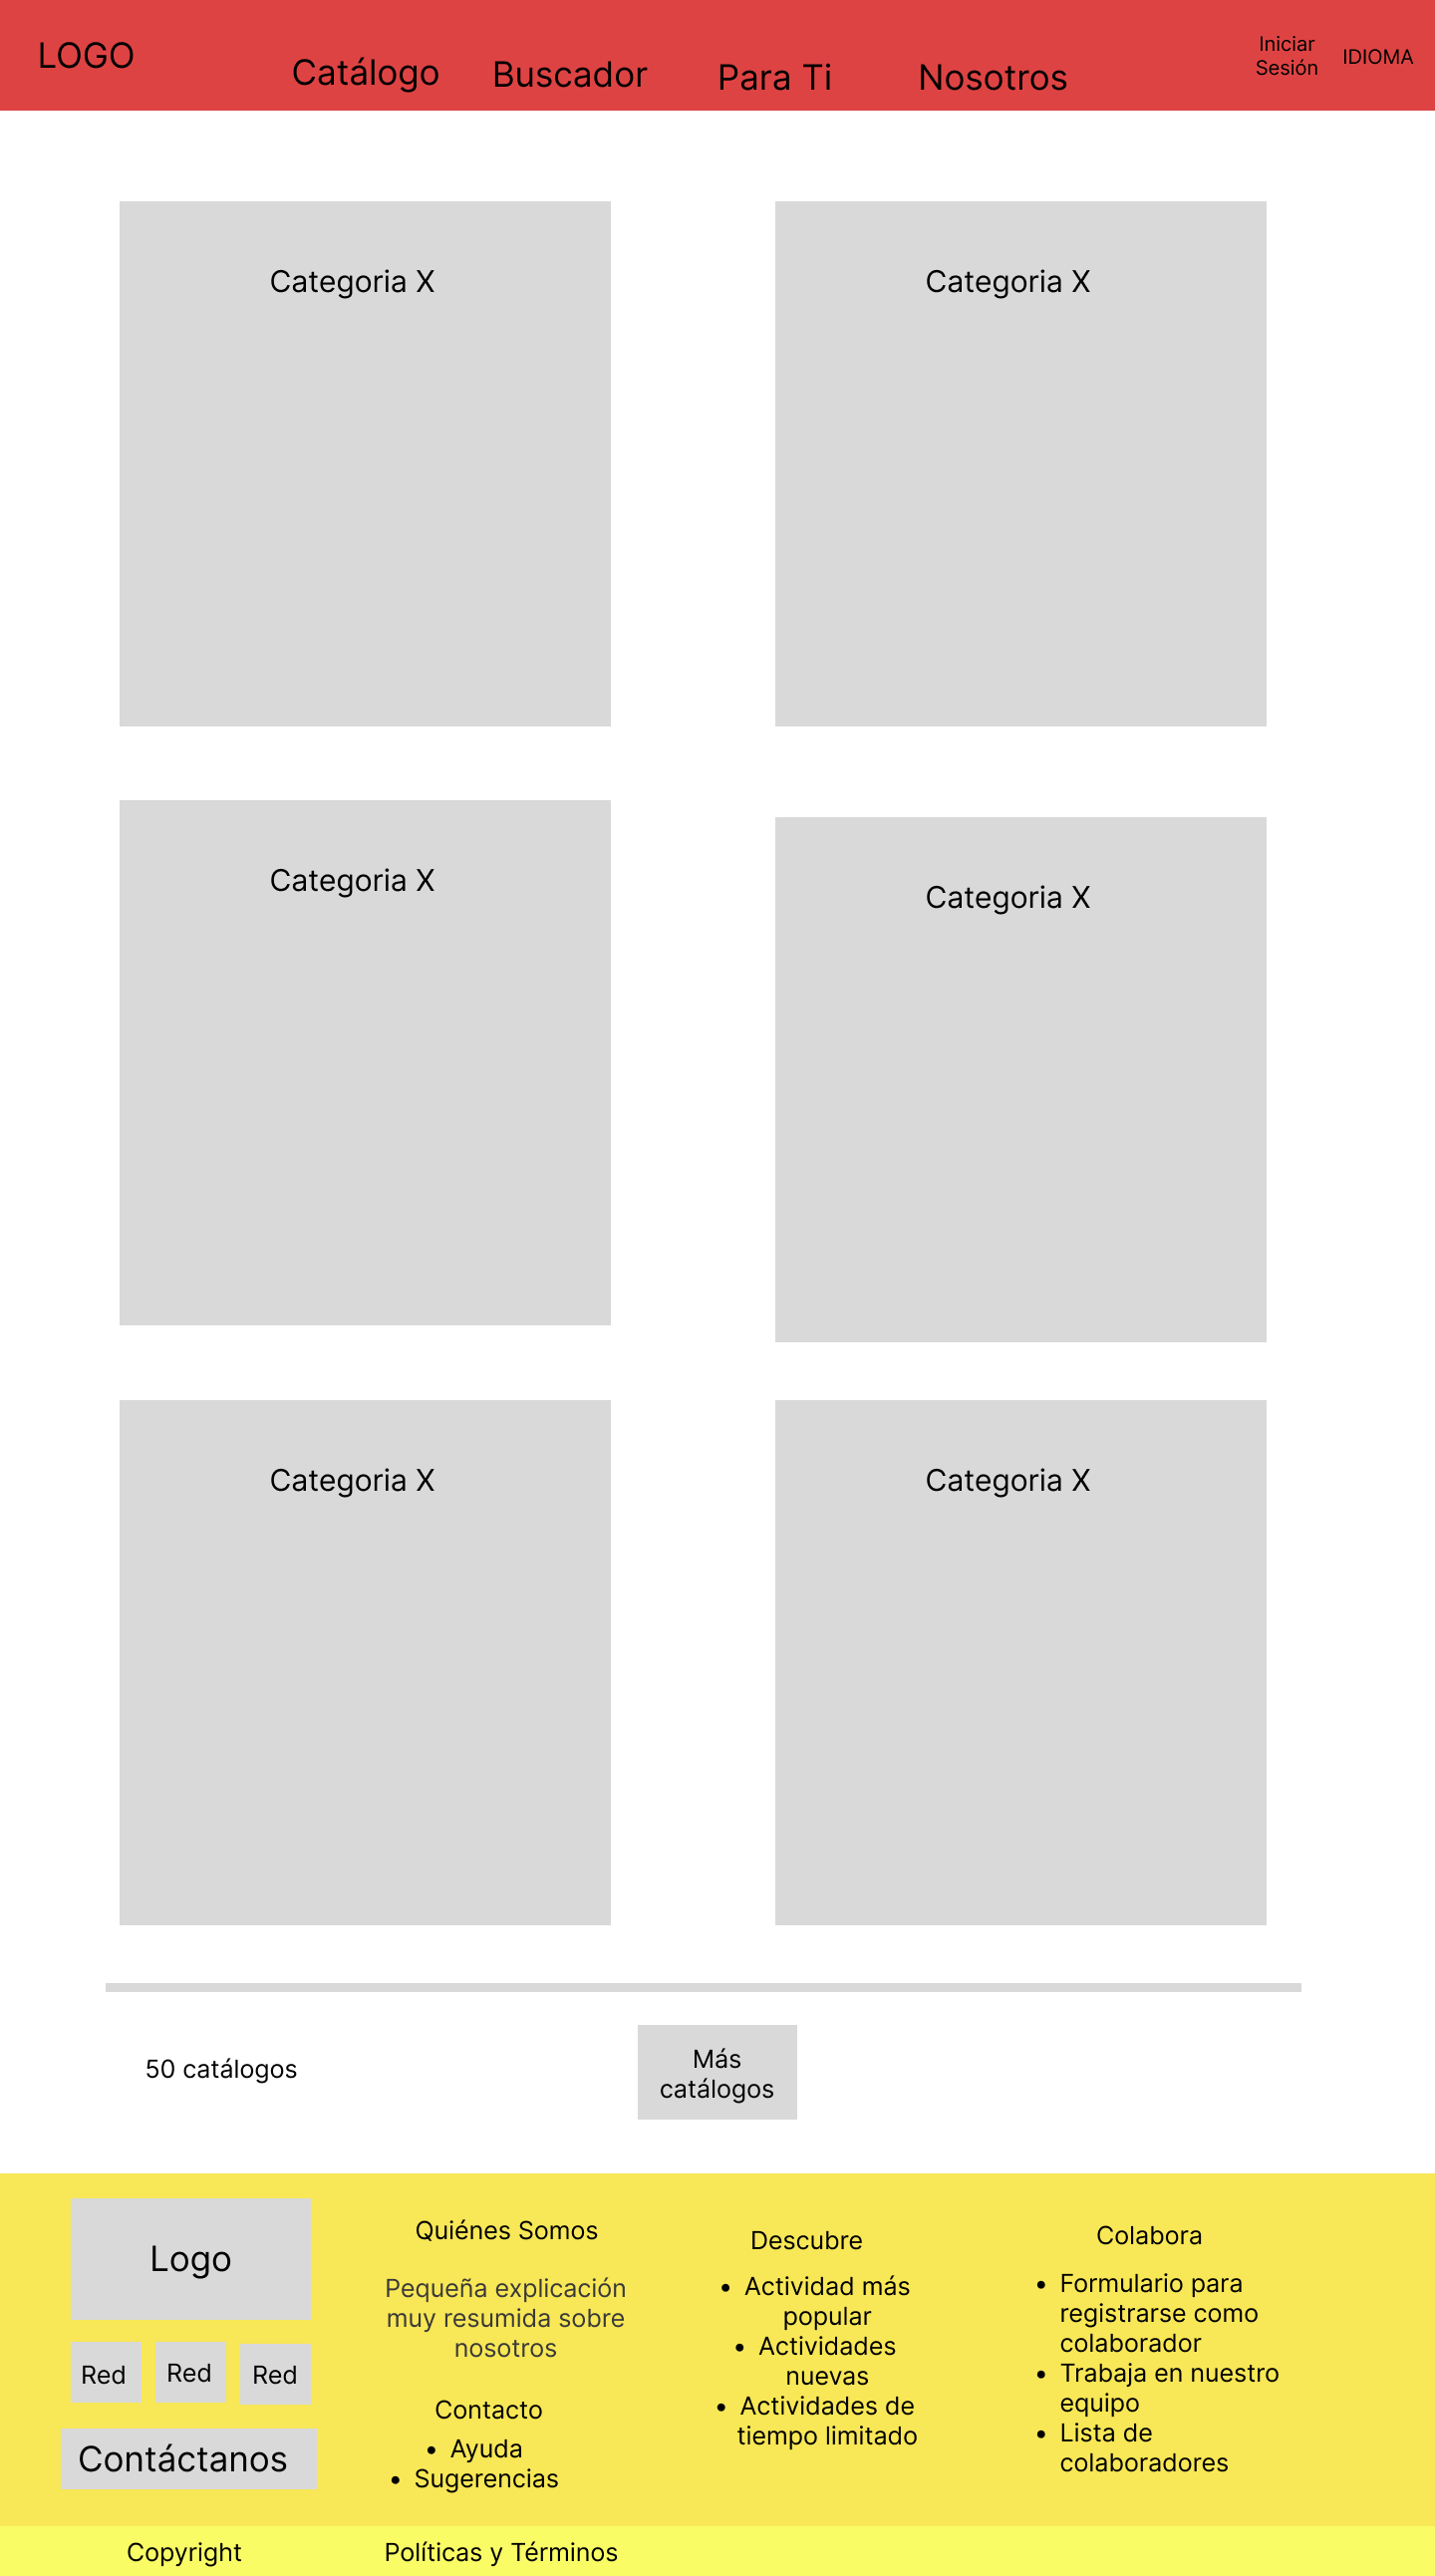 LOGO
Catálogo
Buscador
Para Ti
Nosotros
Iniciar
Sesión
IDIOMA
Categoria X
Categoria X
Categoria X
Categoria X
Categoria X
Categoria X
50 catálogos
Más
catálogos
Logo
Red
Red
Red
Contáctanos
Quiénes Somos
Pequeña explicación
muy resumida sobre
nosotros
Contacto
• Ayuda
• Sugerencias
Descubre
• Actividad más
popular
• Actividades
nuevas
• Actividades de
tiempo limitado
Colabora
• Formulario para
registrarse como
colaborador
• Trabaja en nuestro
equipo
• Lista de
colaboradores
Copyright
Políticas y Términos